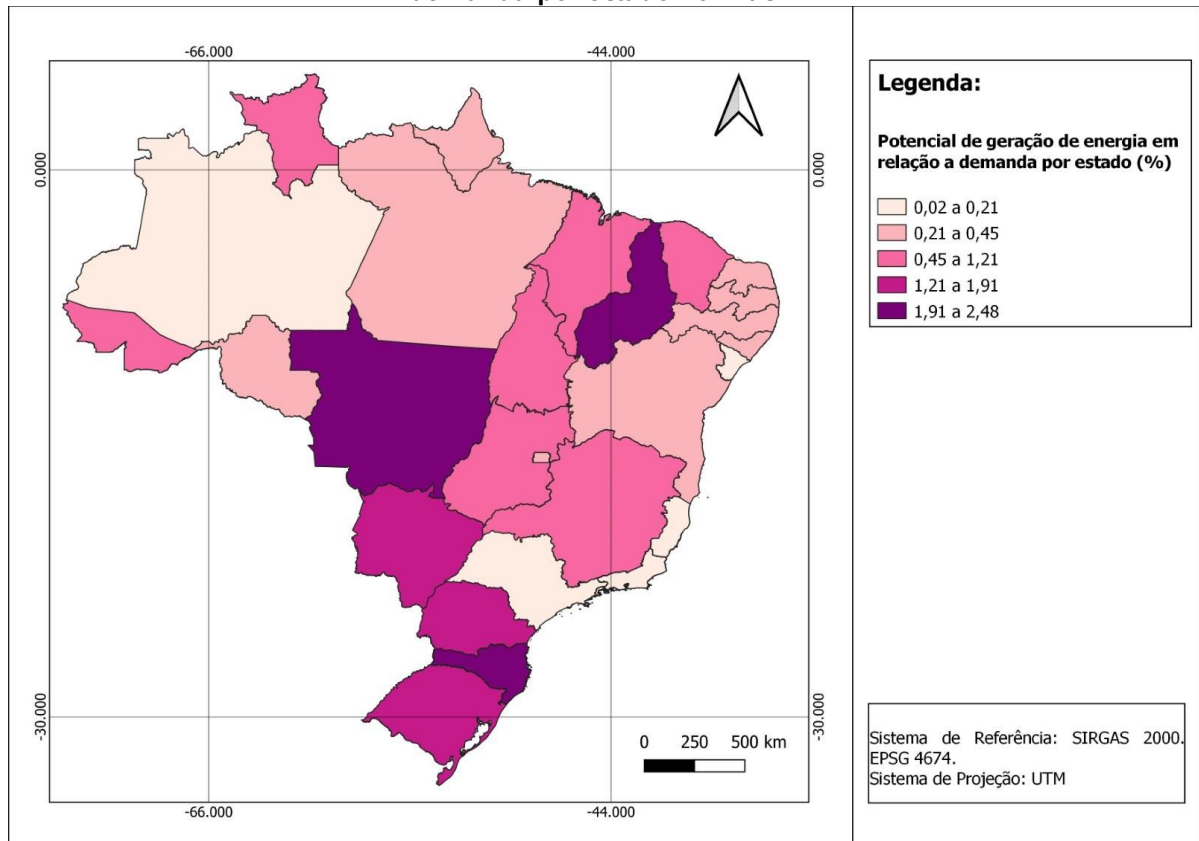 -66.000
-44.000
0.000
0.000
-30.000
-30.000
0 250 500 km
-66.000
-44.000
Legenda:
Potencial de geração de energia em
relação a demanda por estado (%)
0,02 a 0,21
0,21 a 0,45
0,45 a 1,21
1,21 a 1,91
1,91 a 2,48
Sistema de Referência: SIRGAS 2000.
EPSG 4674.
Sistema de Projeção: UTM